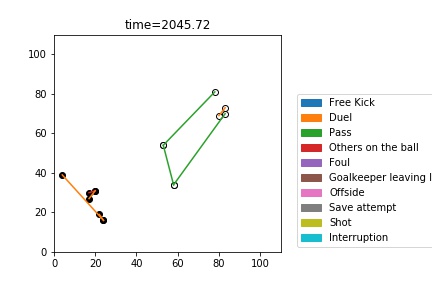 time=2045.72
100
80
60
40
20
0
0 20 40 60 80 100
Free Kick
Duel
Pass
Others on the ball
Foul
Goalkeeper leaving l
Offside
Save attempt
Shot
Interruption